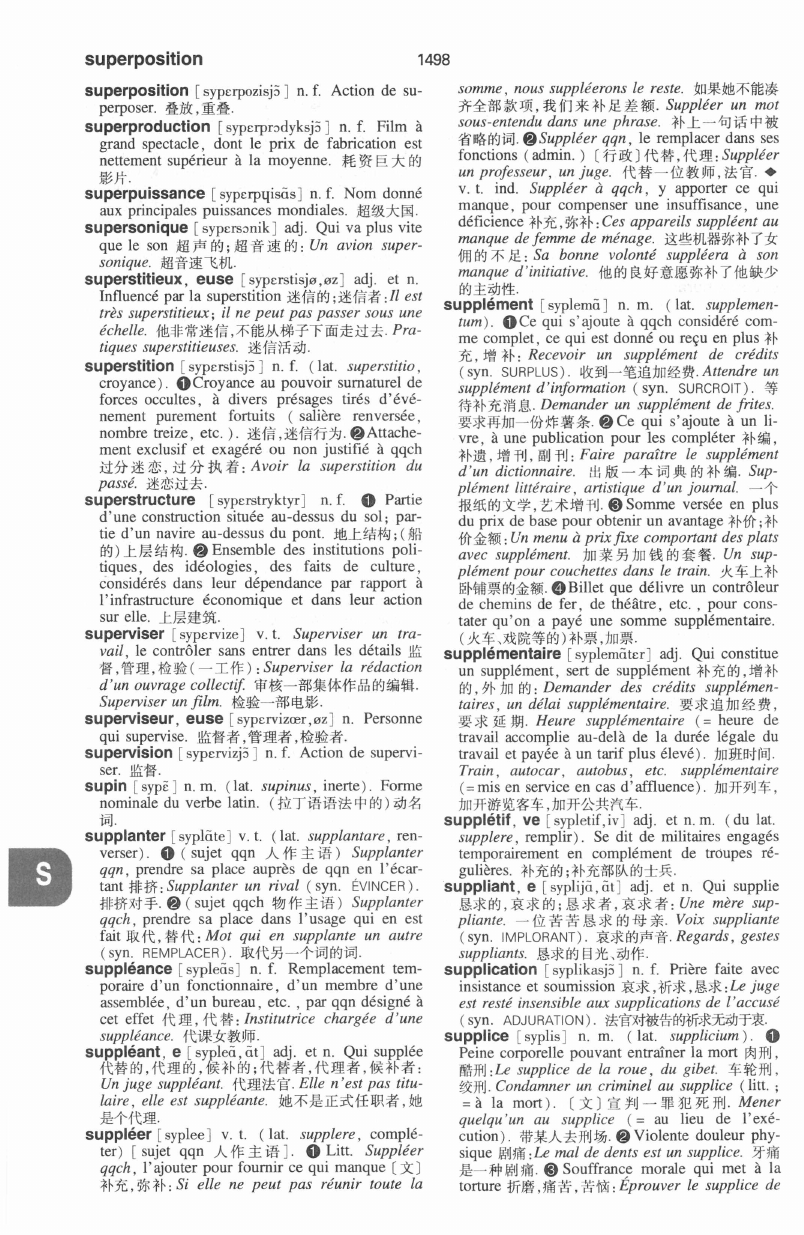 superposition
1498
superposition [sypɛrpozisjɔ̃] n. f. Action de su-
perposer. 叠放,重叠.
superproduction [sypɛrprɔdyksjɔ̃] n. f. Film à
grand spectacle, dont le prix de fabrication est
nettement supérieur à la moyenne. 耗资巨大的
影片.
superpuissance [sypɛrpɥisɑ̃s] n. f. Nom donné
aux principales puissances mondiales. 超级大国.
supersonique [sypɛrsɔnik] adj. Qui va plus vite
que le son 超声的;超音速的: Un avion super-
sonique. 超音速飞机.
superstitieux, euse [sypɛrstisjø,øz] adj. et n.
Influencé par la superstition 迷信的;迷信者:Il est
très superstitieux; il ne peut pas passer sous une
échelle. 他非常迷信,不能从梯子下面走过去. Pra-
tiques superstitieuses. 迷信活动.
superstition [sypɛrstisjɔ̃] n. f. (lat. superstitio,
croyance). ❶Croyance au pouvoir surnaturel de
forces occultes, à divers présages tirés d'évé-
nement purement fortuits ( salière renversée,
nombre treize, etc. ). 迷信,迷信行为. ❷Attache-
ment exclusif et exagéré ou non justifié à qqch
过分迷恋,过分执着: Avoir la superstition du
passé. 迷恋过去.
superstructure [sypɛrstryktyr] n. f. ❶ Partie
d'une construction située au-dessus du sol; par-
tie d'un navire au-dessus du pont. 地上结构;(船
的)上层结构. ❷Ensemble des institutions poli-
tiques, des idéologies, des faits de culture,
considérés dans leur dépendance par rapport à
l'infrastructure économique et dans leur action
sur elle. 上层建筑.
superviser [sypɛrvize] v. t. Superviser un tra-
vail, le contrôler sans entrer dans les détails 监
督,管理,检验(一工作):Superviser la rédaction
d'un ouvrage collectif. 审核一部集体作品的编辑.
Superviser un film. 检验一部电影.
superviseur, euse [sypɛrvizœr,øz] n. Personne
qui supervise. 监督者,管理者,检验者.
supervision [sypɛrvizjɔ̃] n. f. Action de supervi-
ser. 监督.
supin [sypɛ̃] n. m. (lat. supinus, inerte). Forme
nominale du verbe latin. (拉丁语语法中的)动名
词.
supplanter [syplɑ̃te] v. t. (lat. supplantare, ren-
verser). ❶ ( sujet qqn 人作主语) Supplanter
qqn, prendre sa place auprès de qqn en l'écar-
tant 排挤:Supplanter un rival (syn. ÉVINCER).
排挤对手. ❷( sujet qqch 物作主语) Supplanter
qqch, prendre sa place dans l'usage qui en est
fait 取代,替代: Mot qui en supplante un autre
(syn. REMPLACER). 取代另一个词的词.
suppléance [sypleɑ̃s] n. f. Remplacement tem-
poraire d'un fonctionnaire, d'un membre d'une
assemblée, d'un bureau, etc. , par qqn désigné à
cet effet 代理,代替: Institutrice chargée d'une
suppléance. 代课女教师.
suppléant, e [sypleɑ̃,ɑ̃t] adj. et n. Qui supplée
代替的,代理的,候补的;代替者,代理者,候补者:
Un juge suppléant. 代理法官. Elle n'est pas titu-
laire, elle est suppléante. 她不是正式任职者,她
是个代理.
suppléer [syplee] v. t. (lat. supplere, complé-
ter) [ sujet qqn 人作主语]. ❶ Litt. Suppléer
qqch, l'ajouter pour fournir ce qui manque〔文〕
补充,弥补: Si elle ne peut pas réunir toute la
somme, nous suppléerons le reste. 如果她不能凑
齐全部款项,我们来补足差额. Suppléer un mot
sous-entendu dans une phrase. 补上一句话中被
省略的词. ❷Suppléer qqn, le remplacer dans ses
fonctions (admin. )〔行政〕代替,代理: Suppléer
un professeur, un juge. 代替一位教师,法官. ◆
v. t. ind. Suppléer à qqch, y apporter ce qui
manque, pour compenser une insuffisance, une
déficience 补充,弥补:Ces appareils suppléent au
manque de femme de ménage. 这些机器弥补了女
佣的不足: Sa bonne volonté suppléera à son
manque d'initiative. 他的良好意愿弥补了他缺少
的主动性.
supplément [syplemɑ̃] n. m. ( lat. supplemen-
tum). ❶Ce qui s'ajoute à qqch considéré com-
me complet, ce qui est donné ou reçu en plus 补
充,增补: Recevoir un supplément de crédits
(syn. SURPLUS). 收到一笔追加经费. Attendre un
supplément d'information (syn. SURCROIT). 等
待补充消息. Demander un supplément de frites.
要求再加一份炸薯条. ❷Ce qui s'ajoute à un li-
vre, à une publication pour les compléter 补编,
补遗,增刊,副刊: Faire paraître le supplément
d'un dictionnaire. 出版一本词典的补编. Sup-
plément littéraire, artistique d'un journal. 一个
报纸的文学,艺术增刊. ❸Somme versée en plus
du prix de base pour obtenir un avantage 补价;补
价金额:Un menu à prix fixe comportant des plats
avec supplément. 加菜另加钱的套餐. Un sup-
plément pour couchettes dans le train. 火车上补
卧铺票的金额. ❹Billet que délivre un contrôleur
de chemins de fer, de théâtre, etc. , pour cons-
tater qu'on a payé une somme supplémentaire.
(火车、戏院等的)补票,加票.
supplémentaire [syplemɑ̃tɛr] adj. Qui constitue
un supplément, sert de supplément 补充的,增补
的,外加的: Demander des crédits supplémen-
taires, un délai supplémentaire. 要求追加经费,
要求延期. Heure supplémentaire (= heure de
travail accomplie au-delà de la durée légale du
travail et payée à un tarif plus élevé). 加班时间.
Train, autocar, autobus, etc. supplémentaire
(=mis en service en cas d'affluence). 加开列车,
加开游览客车,加开公共汽车.
supplétif, ve [sypletif,iv] adj. et n. m. (du lat.
supplere, remplir). Se dit de militaires engagés
temporairement en complément de troupes ré-
gulières. 补充的;补充部队的士兵.
suppliant, e [syplijɑ̃,ɑ̃t] adj. et n. Qui supplie
恳求的,哀求的;恳求者,哀求者: Une mère sup-
pliante. 一位苦苦恳求的母亲. Voix suppliante
(syn. IMPLORANT). 哀求的声音. Regards, gestes
suppliants. 恳求的目光、动作.
supplication [syplikasjɔ̃] n. f. Prière faite avec
insistance et soumission 哀求,祈求,恳求:Le juge
est resté insensible aux supplications de l'accusé
(syn. ADJURATION). 法官对被告的祈求无动于衷.
supplice [syplis] n. m. ( lat. supplicium). ❶
Peine corporelle pouvant entraîner la mort 肉刑,
酷刑:Le supplice de la roue, du gibet. 车轮刑,
绞刑. Condamner un criminel au supplice (litt. ;
= à la mort).〔文〕宣判一罪犯死刑. Mener
quelqu'un au supplice ( = au lieu de l'exé-
cution). 带某人去刑场. ❷Violente douleur phy-
sique 剧痛:Le mal de dents est un supplice. 牙痛
是一种剧痛. ❸Souffrance morale qui met à la
torture 折磨,痛苦,苦恼:Éprouver le supplice de
S